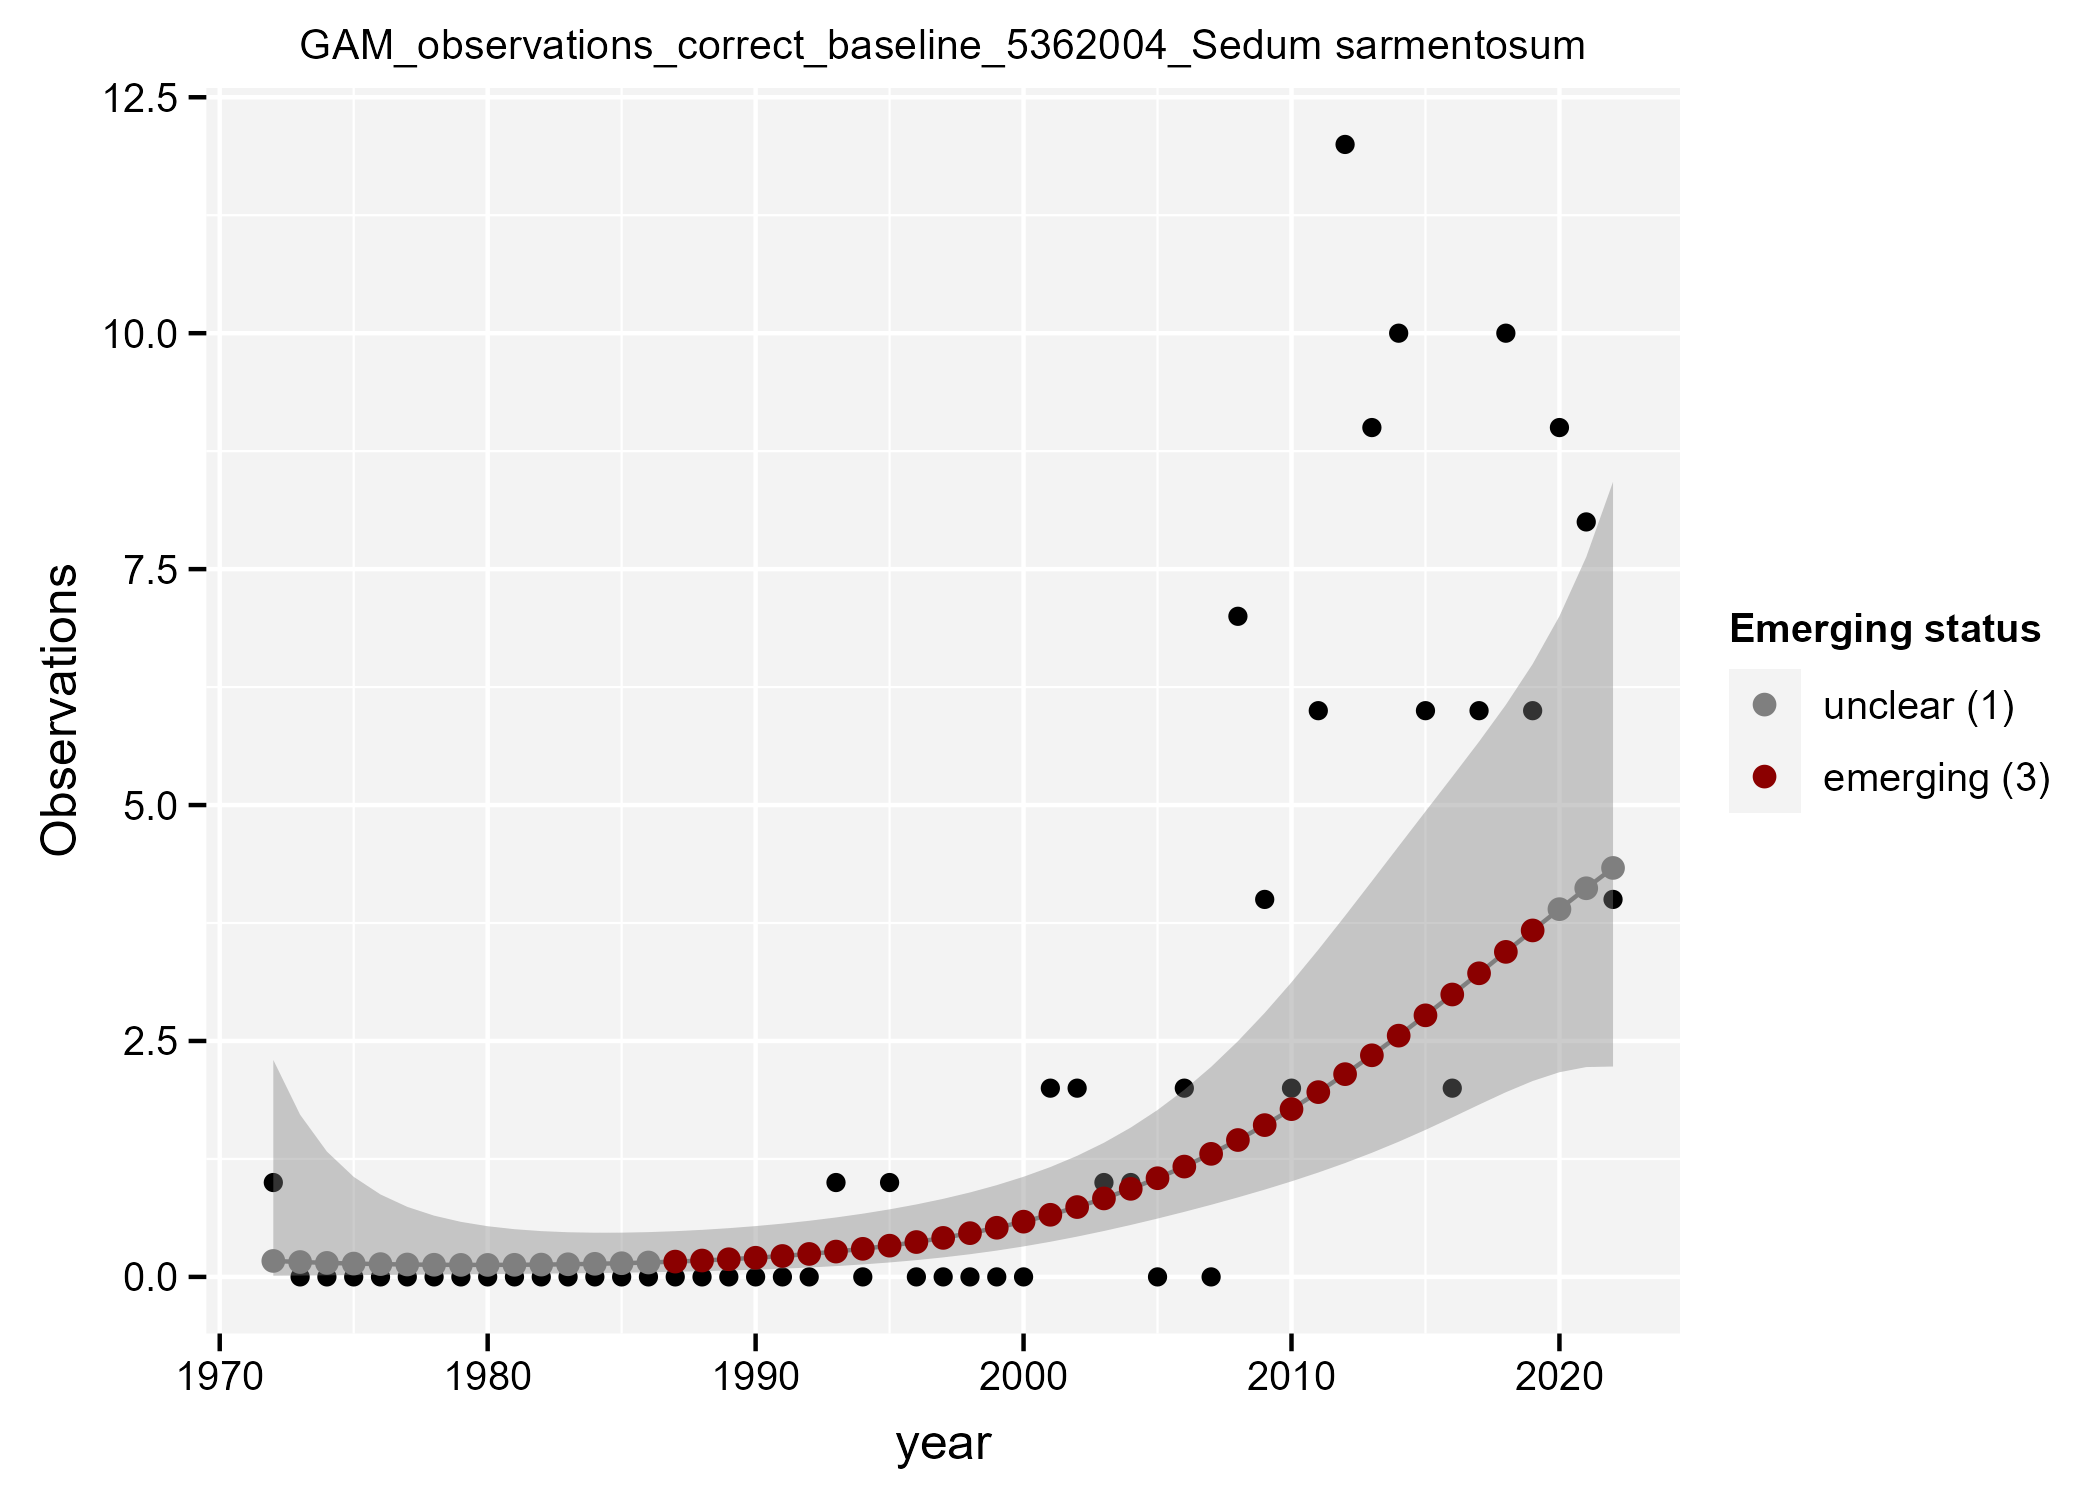 GAM_observations_correct_baseline_5362004_Sedum sarmentosum
12.5
10.0
7.5
5.0
2.5
0.0
Observations
1970 1980 1990 2000 2010 2020
year
Emerging status
unclear (1)
emerging (3)